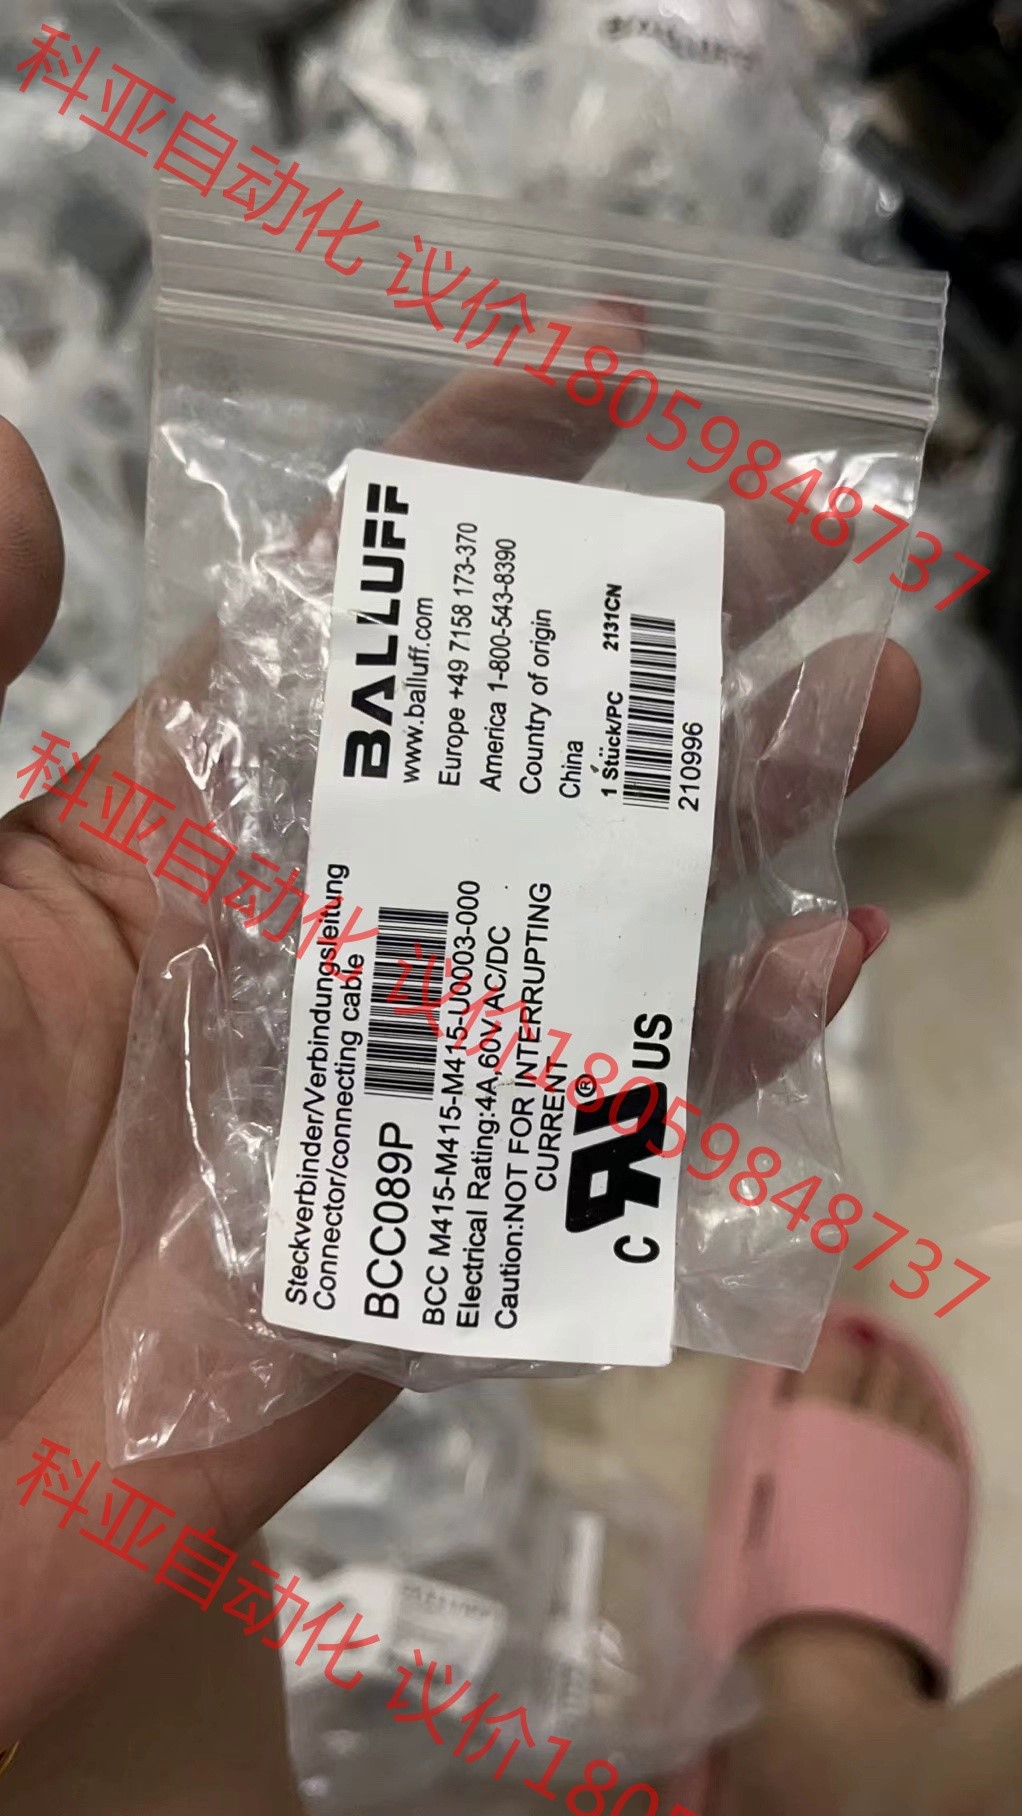 科亚自动化 议价18059848737
BALLUFF
www.balluff.com
Europe +49 7158 173-370
America 1-800-543-8390
Country of origin
China
1 Stück/PC 2131CN
210996
科亚自动化 议价18059848737
Steckverbinder/Verbindungsleitung
Connector/connecting cable
BCC089P
BCC M415-M415-M415-U0003-000
Electrical Rating:4A,60V AC/DC
Caution:NOT FOR INTERRUPTING
CURRENT
C ® US
科亚自动化 议价1805